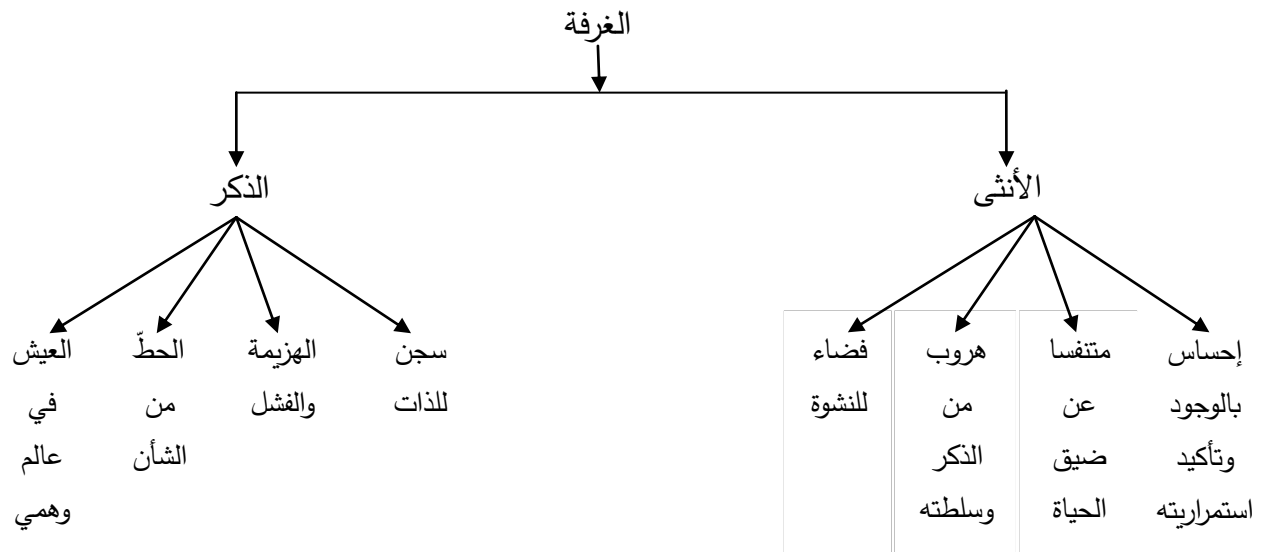 الغرفة
الأنثى
الذكر
إحساس
بالوجود
وتأكيد
استمراريته
متنفسا
عن
ضيق
الحياة
هروب
من
الذكر
وسلطته
فضاء
للنشوة
سجن
للذات
الهزيمة
والفشل
الحطّ
من
الشأن
العيش
في
عالم
وهمي